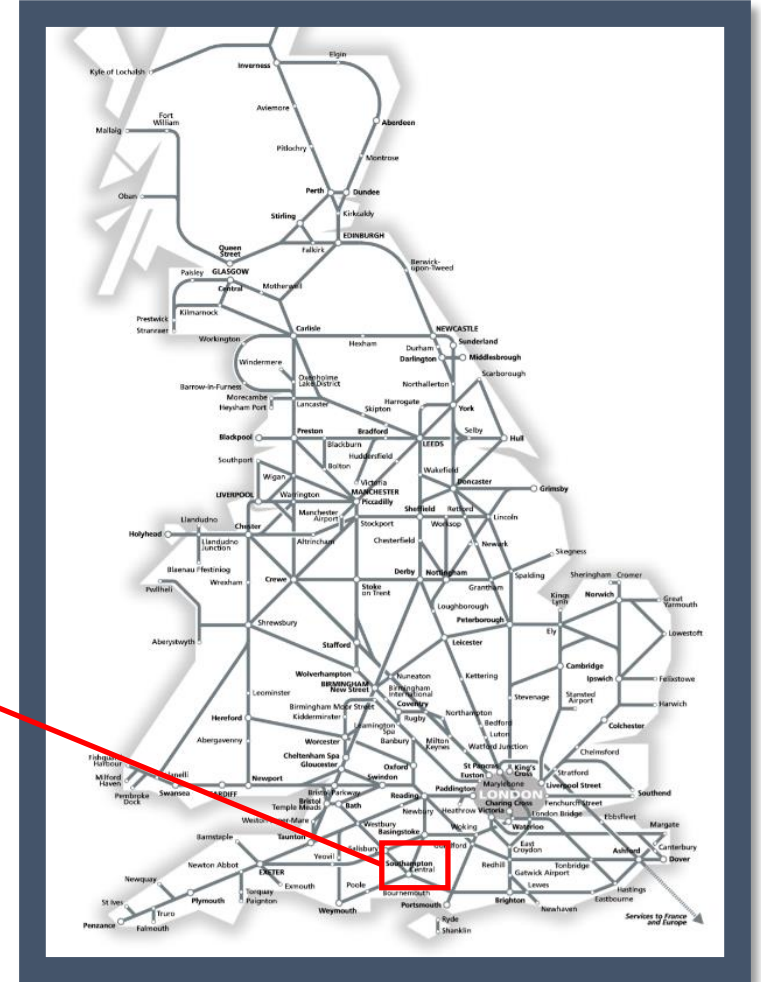 Elgin
Inverness
Kyle of Lochalsh
Aviemore
Fort
William
Mallaig
Aberdeen
Pitlochry
Montrose
Perth
Dundee
Oban
Stirling
Kirkcaldy
EDINBURGH
Queen
Street
Falkirk
Berwick-
upon-Tweed
Paisley
GLASGOW
Central
Motherwell
Kilmarnock
Prestwick
Stranraer
Carlisle
NEWCASTLE
Workington
Hexham
Durham
Sunderland
Darlington
Middlesbrough
Windermere
Oxenholme
Lake District
Scarborough
Barrow-in-Furness
Northallerton
Morecambe
Heysham Port
Lancaster
Harrogate
Skipton
York
Blackpool
Preston
Bradford
LEEDS
Selby
Hull
Blackburn
Huddersfield
Southport
Bolton
Wakefield
Wigan
Victoria
MANCHESTER
Piccadilly
Doncaster
Grimsby
LIVERPOOL
Warrington
Manchester
Airport
Sheffield
Retford
Llandudno
Chester
Stockport
Worksop
Lincoln
Holyhead
Llandudno
Junction
Altrincham
Chesterfield
Newark
Skegness
Blaenau Ffestiniog
Pwllheli
Wrexham
Crewe
Stoke
on Trent
Derby
Nottingham
Grantham
Spalding
Sheringham
Cromer
Kings
Lynn
Norwich
Great
Yarmouth
Loughborough
Shrewsbury
Peterborough
Ely
Lowestoft
Aberystwyth
Stafford
Leicester
Wolverhampton
BIRMINGHAM
New Street
Nuneaton
Birmingham
International
Kettering
Cambridge
Ipswich
Felixstowe
Leominster
Birmingham Moor Street
Coventry
Stevenage
Stansted
Airport
Harwich
Hereford
Kidderminster
Rugby
Northampton
Leamington
Spa
Bedford
Colchester
Abergavenny
Worcester
Banbury
Milton
Keynes
Luton
Watford Junction
Chelmsford
Cheltenham Spa
Gloucester
Oxford
St Pancras
Euston
King's
Cross
Stratford
Fishguard
Harbour
Milford
Haven
Llanelli
Newport
Swindon
Marylebone
Liverpool Street
Pembroke
Dock
Swansea
CARDIFF
Bristol Parkway
Reading
Paddington
LONDON
Southend
Bristol
Temple Meads
Bath
Newbury
Heathrow
Victoria
Charing Cross
Fenchurch Street
London Bridge
Ebbsfleet
Weston-super-Mare
Westbury
Basingstoke
Woking
Waterloo
Margate
Barnstaple
Taunton
Salisbury
Guildford
East
Croydon
Canterbury
Yeovil
Southampton
Central
Redhill
Tonbridge
Ashford
Dover
Newton Abbot
EXETER
Gatwick Airport
Newquay
Exmouth
Poole
Bournemouth
Lewes
Hastings
St Ives
Plymouth
Torquay
Paignton
Weymouth
Portsmouth
Brighton
Newhaven
Eastbourne
Truro
Penzance
Falmouth
Ryde
Shanklin
Services to France
and Europe